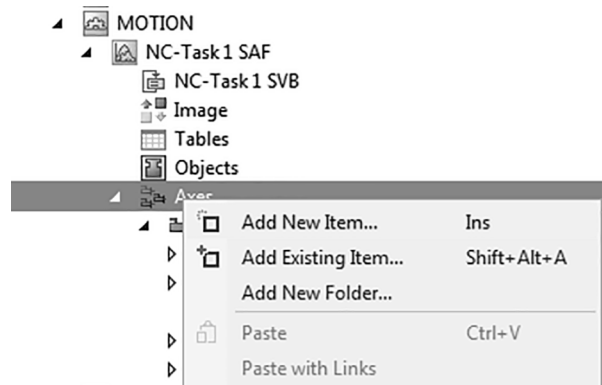 MOTION
NC-Task 1 SAF
NC-Task 1 SVB
Image
Tables
Objects
Axes
Add New Item... Ins
Add Existing Item... Shift+Alt+A
Add New Folder...
Paste Ctrl+V
Paste with Links